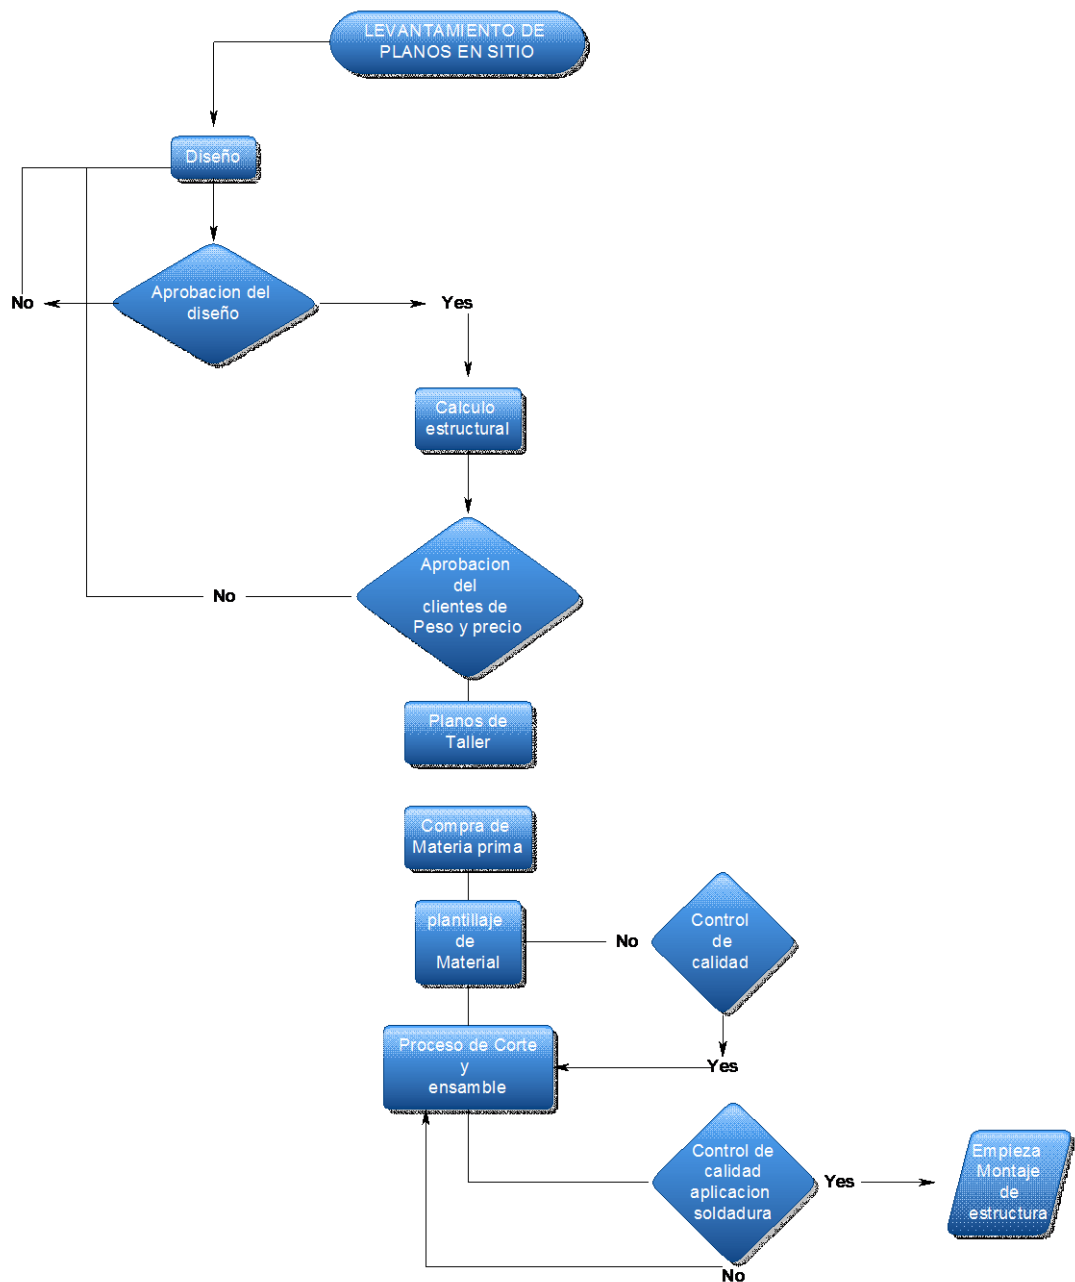 LEVANTAMIENTO DE
PLANOS EN SITIO
Diseño
Aprobacion del
diseño
No
Yes
Calculo
estructural
Aprobacion
del
clientes de
Peso y precio
No
Planos de
Taller
Compra de
Materia prima
plantillaje
de
Material
No
Control
de
calidad
Yes
Proceso de Corte
y
ensamble
Control de
calidad
aplicacion
soldadura
Yes
Empieza
Montaje
de
estructura
No